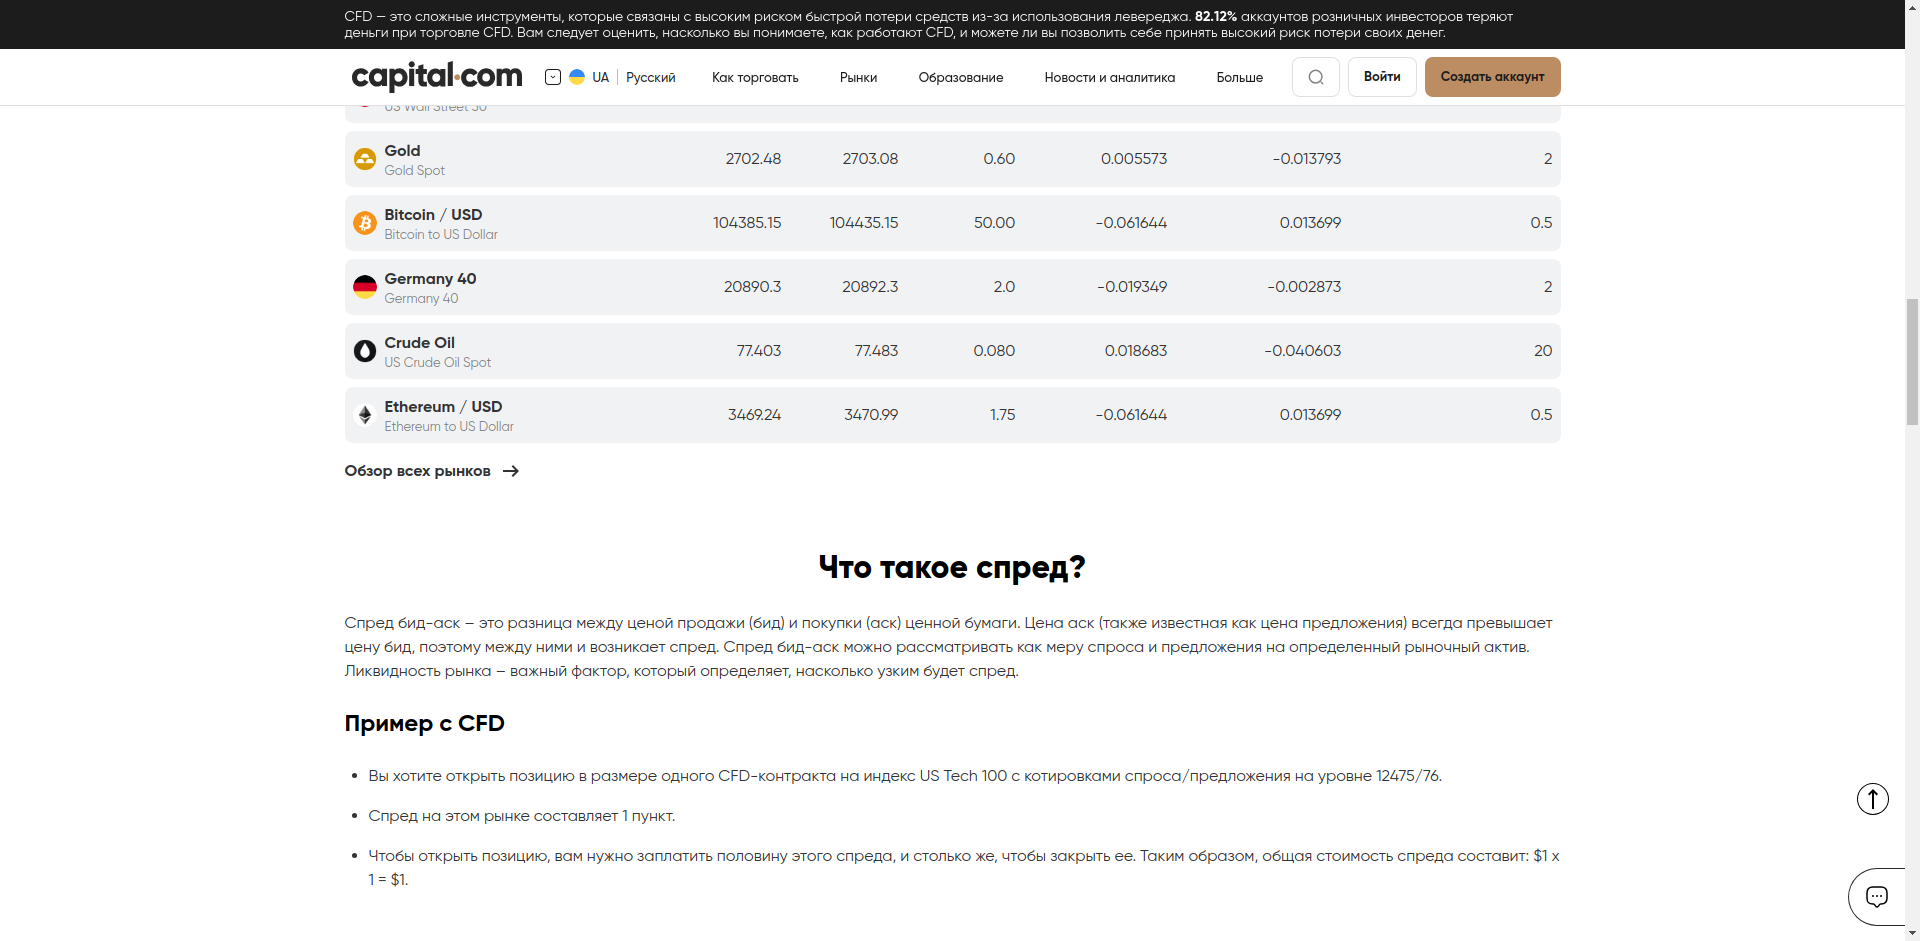 CFD — это сложные инструменты, которые связаны с высоким риском быстрой потери средств из-за использования левереджа. 82.12% аккаунтов розничных инвесторов теряют
деньги при торговле CFD. Вам следует оценить, насколько вы понимаете, как работают CFD, и можете ли вы позволить себе принять высокий риск потери своих денег.
capital.com UA Русский Как торговать Рынки Образование Новости и аналитика Больше Войти Создать аккаунт
US Wall Street 30
Gold
Gold Spot
2702.48 2703.08 0.60 0.005573 -0.013793 2
Bitcoin / USD
Bitcoin to US Dollar
104385.15 104435.15 50.00 -0.061644 0.013699 0.5
Germany 40
Germany 40
20890.3 20892.3 2.0 -0.019349 -0.002873 2
Crude Oil
US Crude Oil Spot
77.403 77.483 0.080 0.018683 -0.040603 20
Ethereum / USD
Ethereum to US Dollar
3469.24 3470.99 1.75 -0.061644 0.013699 0.5
Обзор всех рынков
Что такое спред?
Спред бид-аск – это разница между ценой продажи (бид) и покупки (аск) ценной бумаги. Цена аск (также известная как цена предложения) всегда превышает
цену бид, поэтому между ними и возникает спред. Спред бид-аск можно рассматривать как меру спроса и предложения на определенный рыночный актив.
Ликвидность рынка – важный фактор, который определяет, насколько узким будет спред.
Пример с CFD
Вы хотите открыть позицию в размере одного CFD-контракта на индекс US Tech 100 с котировками спроса/предложения на уровне 12475/76.
Спред на этом рынке составляет 1 пункт.
Чтобы открыть позицию, вам нужно заплатить половину этого спреда, и столько же, чтобы закрыть ее. Таким образом, общая стоимость спреда составит: $1 x
1 = $1.